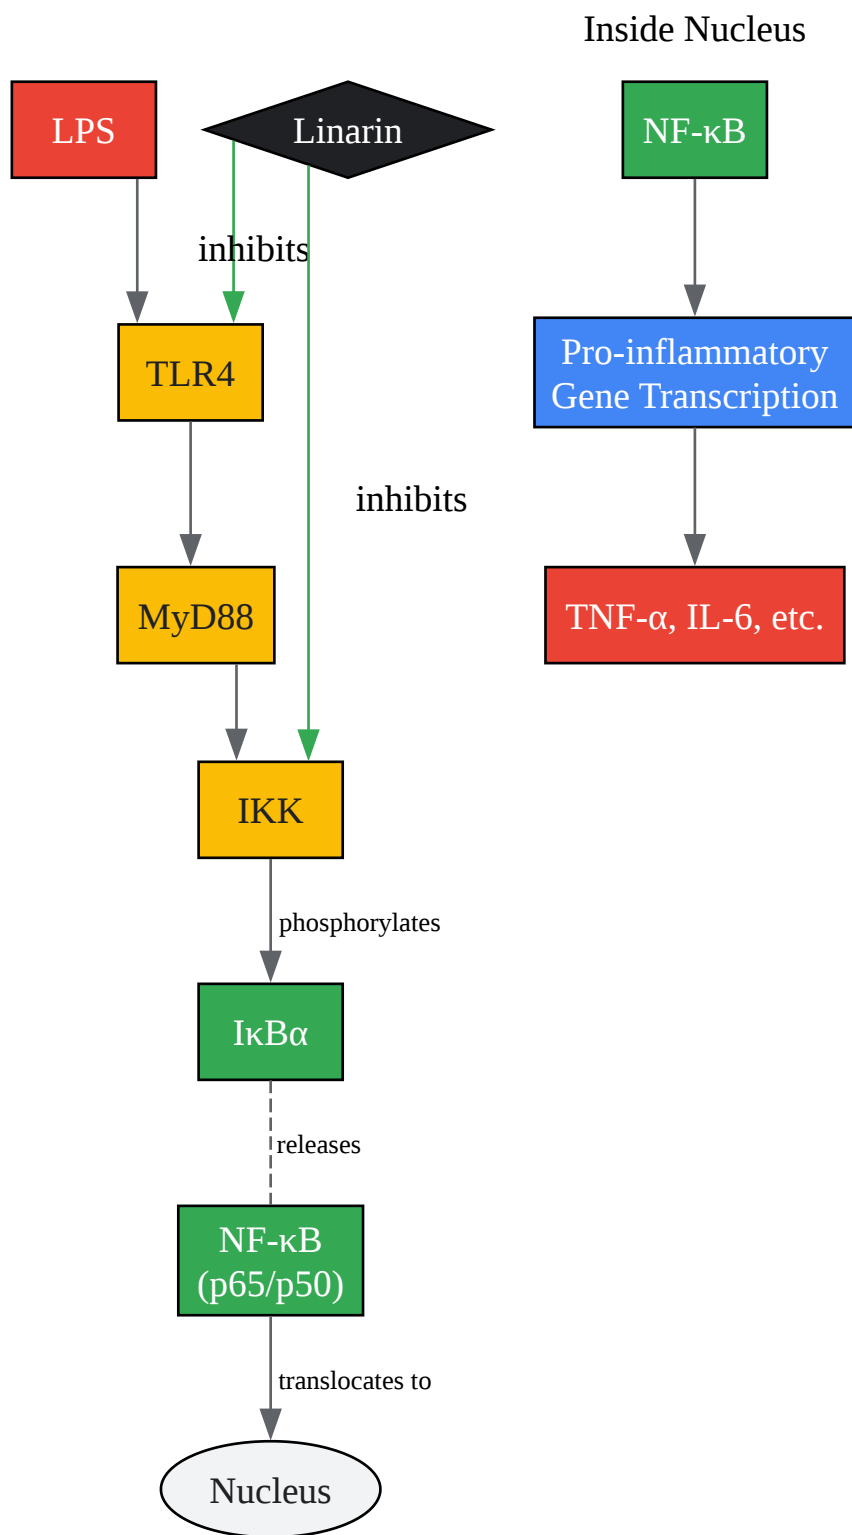 Inside Nucleus
LPS
Linarin
NF-κB
inhibits
Pro-inflammatory
Gene Transcription
TLR4
inhibits
MyD88
TNF-α, IL-6, etc.
IKK
phosphorylates
IκBα
releases
NF-κB
(p65/p50)
translocates to
Nucleus